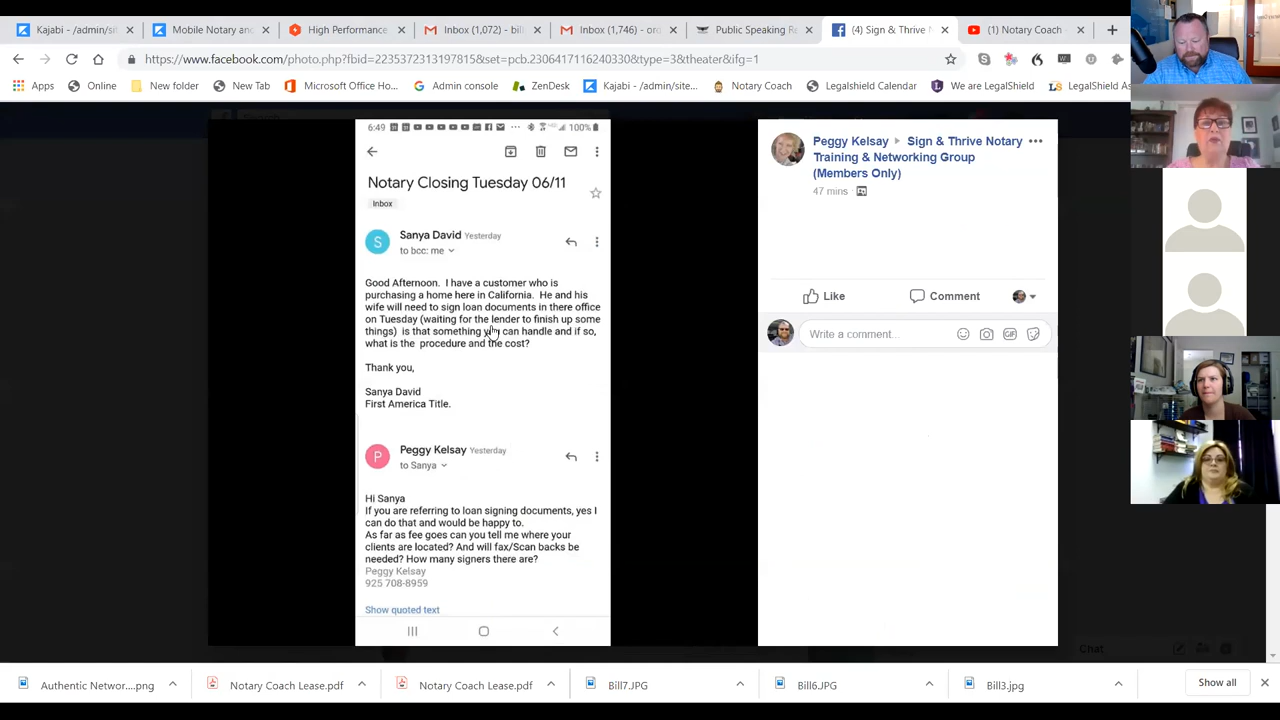 Kajabi - /admin/si
Mobile Notary and
High Performance
Inbox (1,072) - bil
Inbox (1,746) - oro
Public Speaking Re
(4) Sign & Thrive N
(1) Notary Coach
https://www.facebook.com/photo.php?fbid=2235372313197815&set=pcb.2306417116240330&type=3&theater&ifg=1
Apps
Online
New folder
New Tab
Microsoft Office Ho...
Admin console
ZenDesk
Kajabi - /admin/site...
Notary Coach
Legalshield Calendar
We are LegalShield
LegalShield As
6:49
100%
Notary Closing Tuesday 06/11
Inbox
S
Sanya David Yesterday
to bcc: me
Good Afternoon. I have a customer who is
purchasing a home here in California. He and his
wife will need to sign loan documents in there office
on Tuesday (waiting for the lender to finish up some
things) is that something you can handle and if so,
what is the procedure and the cost?
Thank you,
Sanya David
First America Title.
P
Peggy Kelsay Yesterday
to Sanya
Hi Sanya
If you are referring to loan signing documents, yes I
can do that and would be happy to.
As far as fee goes can you tell me where your
clients are located? And will fax/Scan backs be
needed? How many signers there are?
Peggy Kelsay
925 708-8959
Show quoted text
Peggy Kelsay ▸ Sign & Thrive Notary
Training & Networking Group
(Members Only)
47 mins
Like
Comment
Write a comment...
GIF
Chat
Authentic Networ....png
Notary Coach Lease.pdf
Notary Coach Lease.pdf
Bill7.JPG
Bill6.JPG
Bill3.jpg
Show all